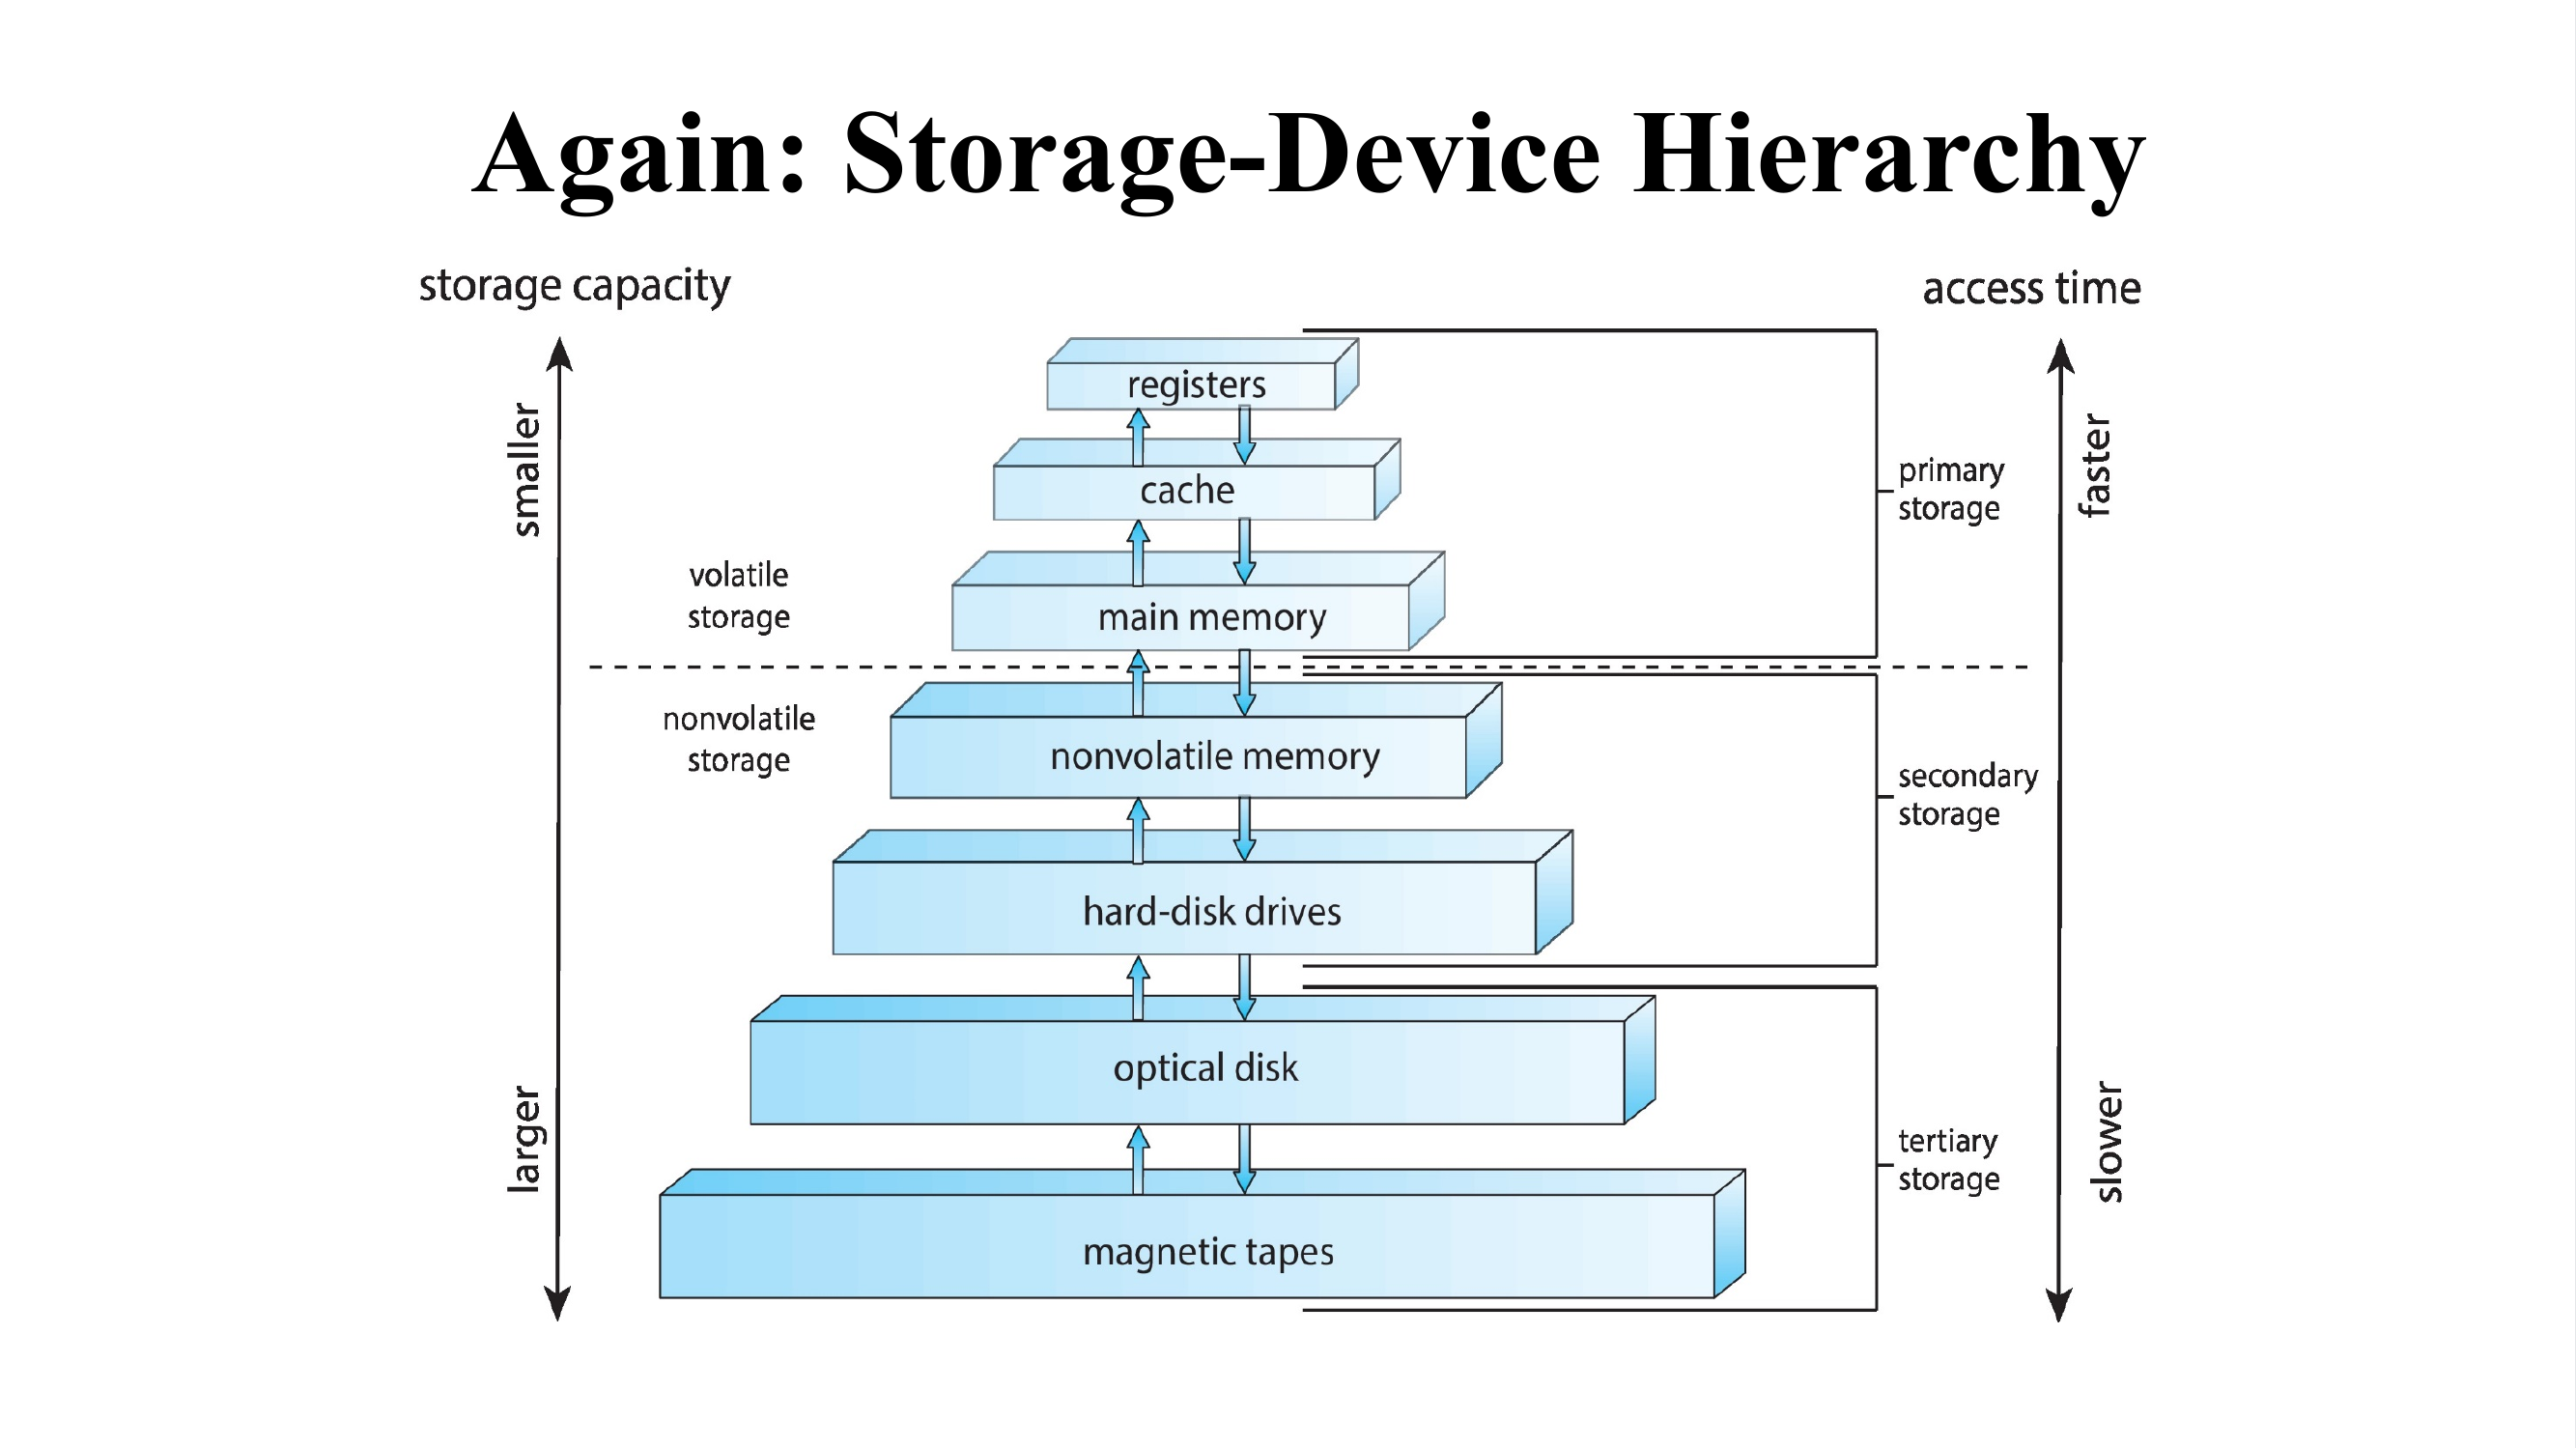 Again: Storage-Device Hierarchy
storage capacity
access time
smaller
larger
volatile
storage
nonvolatile
storage
registers
cache
main memory
nonvolatile memory
hard-disk drives
optical disk
magnetic tapes
primary
storage
secondary
storage
tertiary
storage
faster
slower